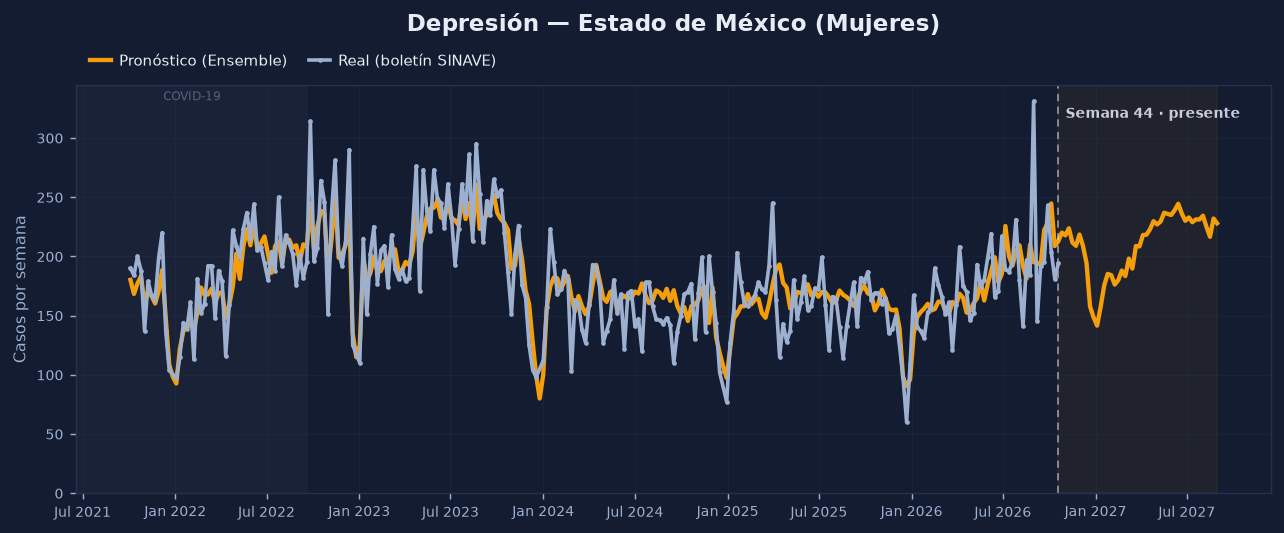 Depresión — Estado de México (Mujeres)
Pronóstico (Ensemble)
Real (boletín SINAVE)
COVID-19
Semana 44 · presente
Casos por semana
300
250
200
150
100
50
0
Jul 2021
Jan 2022
Jul 2022
Jan 2023
Jul 2023
Jan 2024
Jul 2024
Jan 2025
Jul 2025
Jan 2026
Jul 2026
Jan 2027
Jul 2027